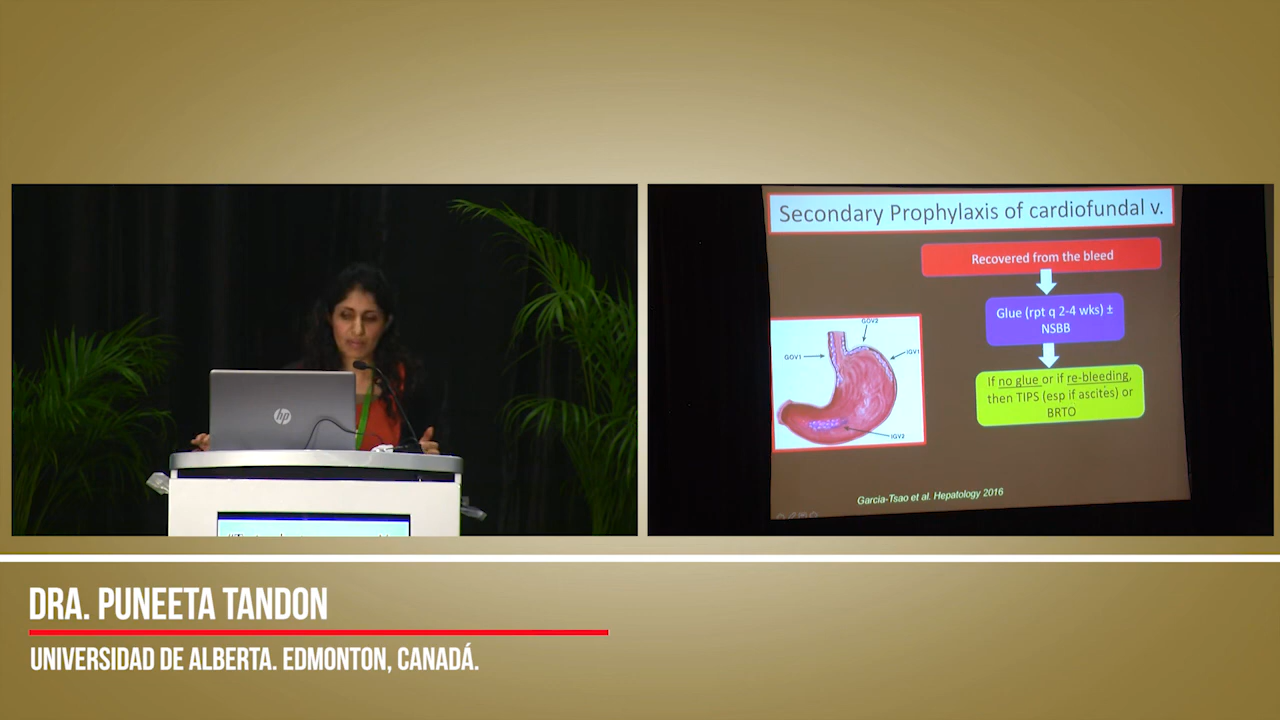 Secondary Prophylaxis of cardiofundal v.
Recovered from the bleed
Glue (rpt q 2-4 wks) ±
NSBB
If no glue or if re-bleeding,
then TIPS (esp if ascites) or
BRTO
GOV2
GOV1
IGV1
IGV2
Garcia-Tsao et al. Hepatology 2016
hp
DRA. PUNEETA TANDON
UNIVERSIDAD DE ALBERTA. EDMONTON, CANADÁ.